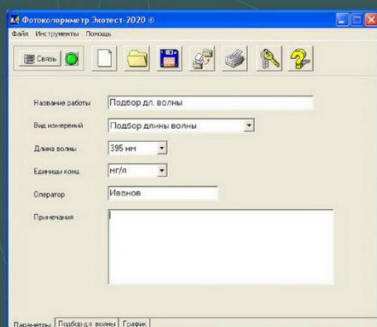 Фотоколориметр Экотест-2020 ®
Файл Инструменты Помощь
Связь
Название работы Подбор дл. волны
Вид измерений Подбор длины волны
Длина волны 395 нм
Единицы конц. мг/л
Оператор Иванов
Примечания
Параметры Подбор дл. волны График